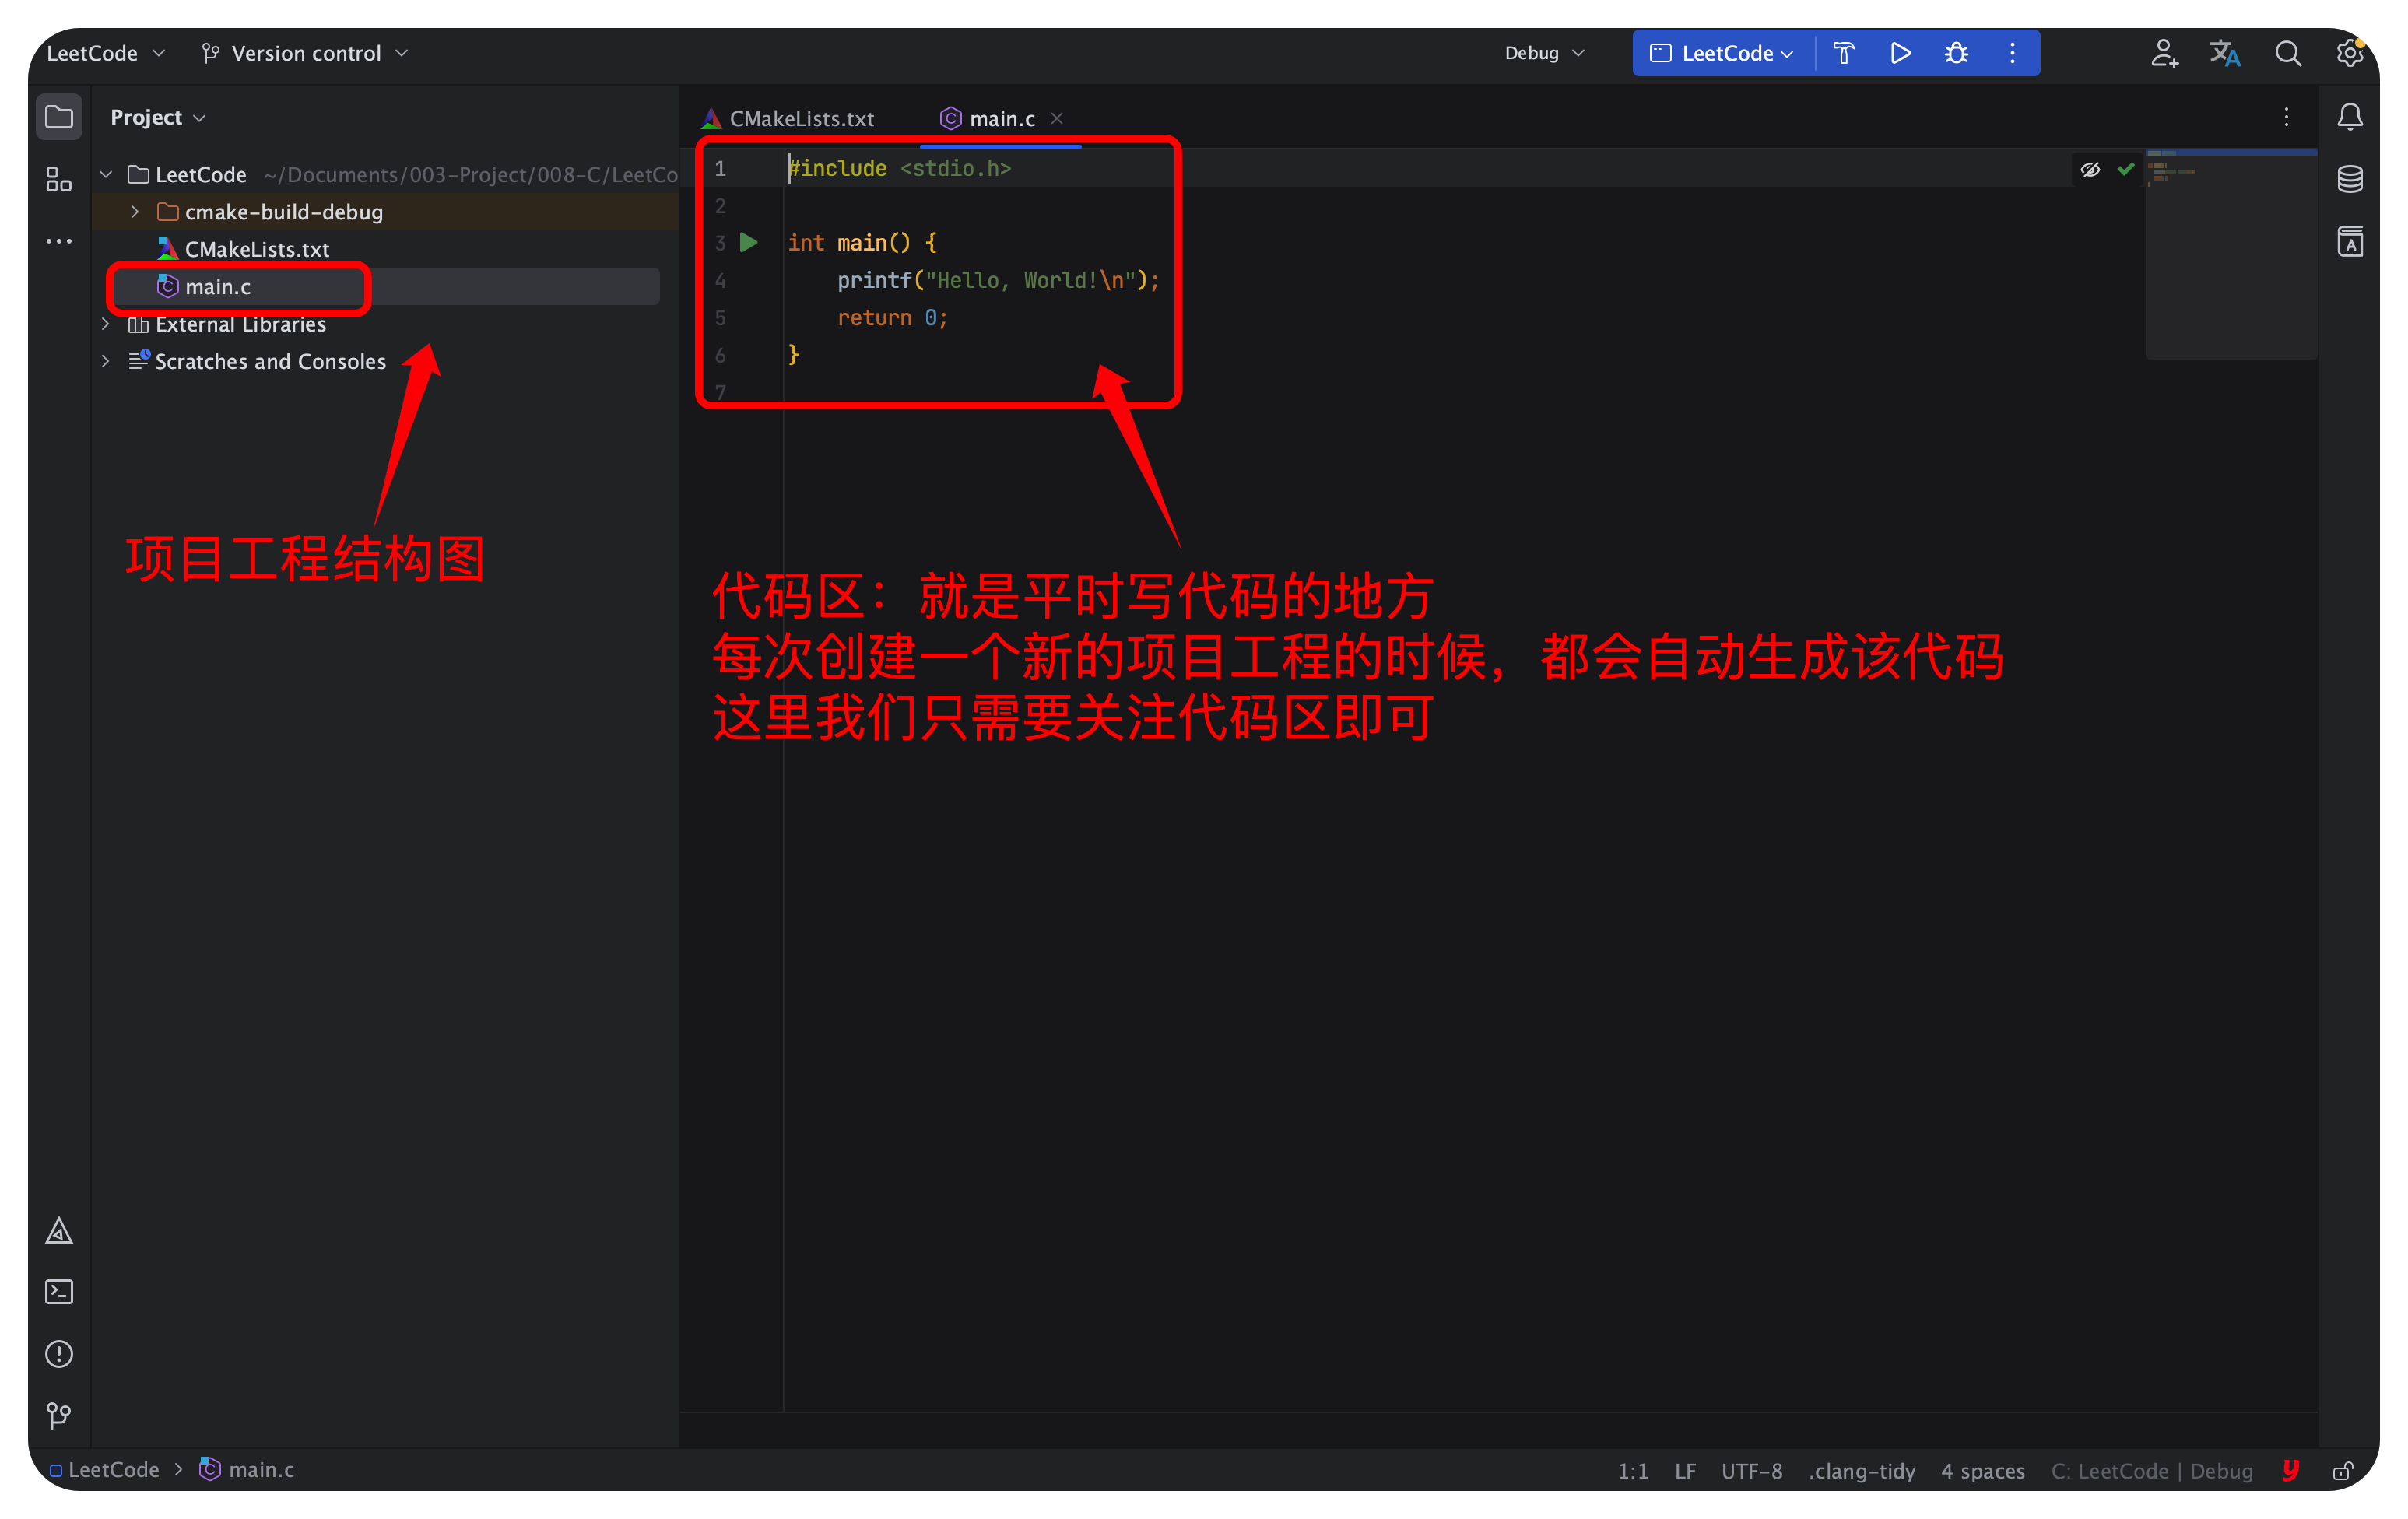 LeetCode
Version control
Debug
LeetCode
Project
LeetCode ~/Documents/003-Project/008-C/LeetCo
cmake-build-debug
CMakeLists.txt
main.c
External Libraries
Scratches and Consoles
项目工程结构图
CMakeLists.txt
main.c
1 #include <stdio.h>
2
3 int main() {
4     printf("Hello, World!\n");
5     return 0;
6 }
7
代码区：就是平时写代码的地方
每次创建一个新的项目工程的时候，都会自动生成该代码
这里我们只需要关注代码区即可
LeetCode > main.c
1:1 LF UTF-8 .clang-tidy 4 spaces C: LeetCode | Debug